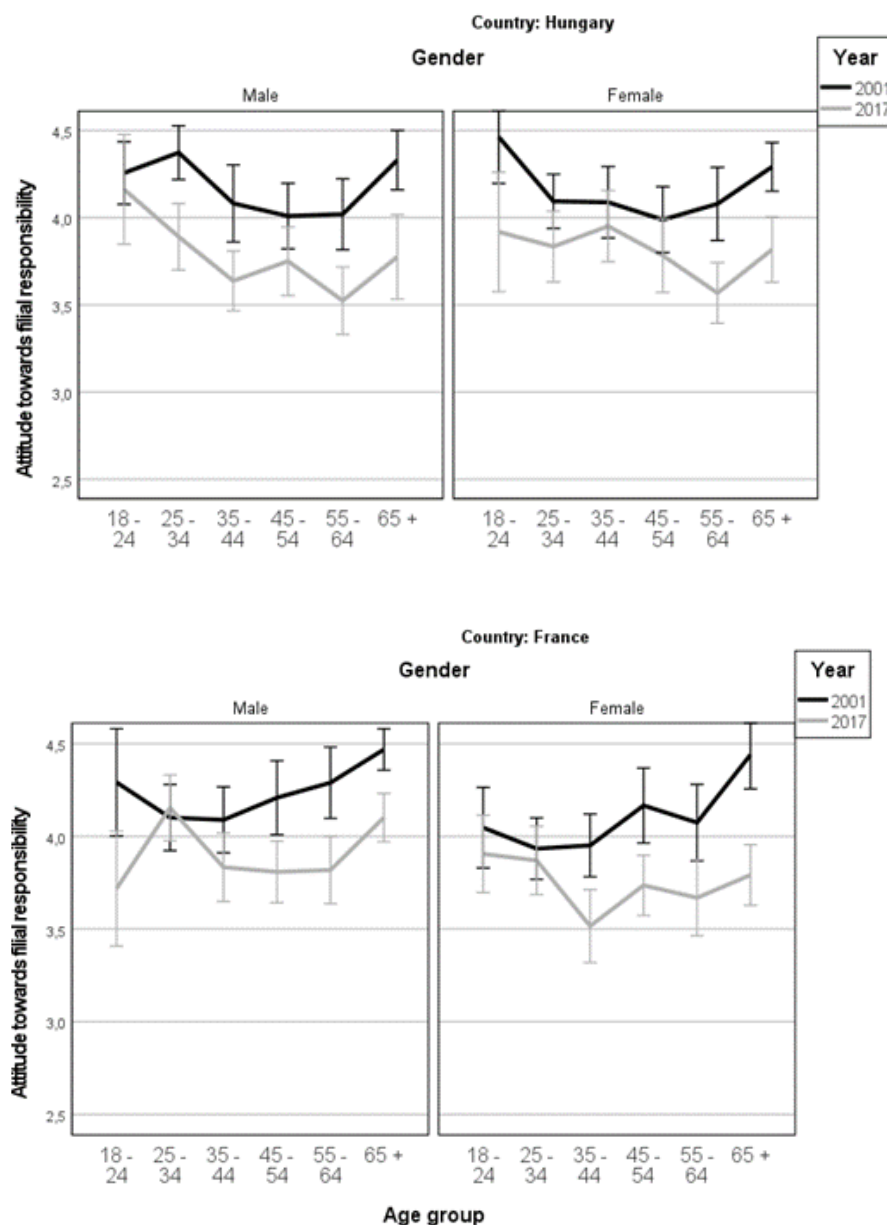 Country: Hungary
Gender
Year
2001
2017
Male
Female
Attitude towards filial responsibility
4,5
4,0
3,5
3,0
2,5
18 - 24
25 - 34
35 - 44
45 - 54
55 - 64
65 +
18 - 24
25 - 34
35 - 44
45 - 54
55 - 64
65 +
Country: France
Gender
Year
2001
2017
Male
Female
Attitude towards filial responsibility
4,5
4,0
3,5
3,0
2,5
18 - 24
25 - 34
35 - 44
45 - 54
55 - 64
65 +
18 - 24
25 - 34
35 - 44
45 - 54
55 - 64
65 +
Age group